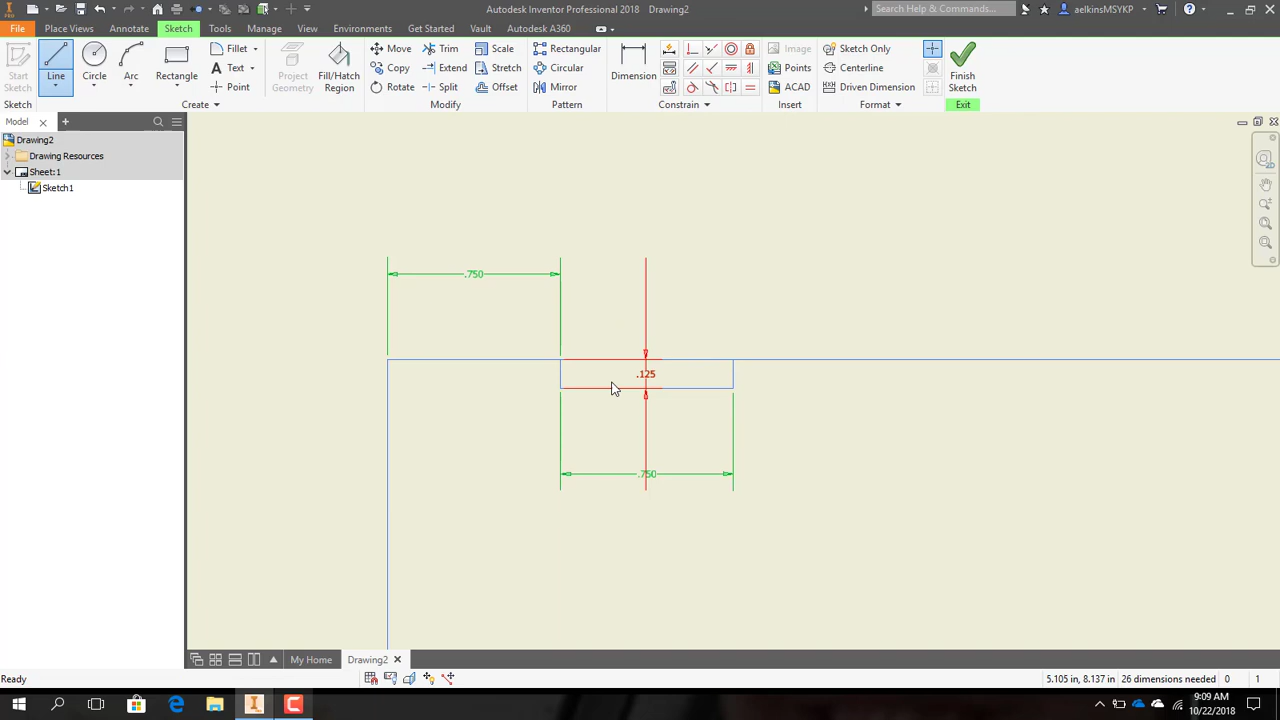 Autodesk Inventor Professional 2018 Drawing2
Search Help & Commands...
aelkinsMSYKP
PRO
File Place Views Annotate Sketch Tools Manage View Environments Get Started Vault Autodesk A360
Start Sketch
Line
Circle
Arc
Rectangle
Fillet
Text
Point
Project Geometry
Fill/Hatch Region
Move
Copy
Rotate
Trim
Extend
Split
Scale
Stretch
Offset
Rectangular
Circular
Mirror
Dimension
Image
Points
ACAD
Sketch Only
Centerline
Driven Dimension
Finish Sketch
Sketch Create Modify Pattern Constrain Insert Format Exit
Model
Drawing2
Drawing Resources
Sheet:1
Sketch1
2D
.750
.125
.750
My Home Drawing2
Ready
5.105 in, 8.137 in 26 dimensions needed 0 1
9:09 AM
10/22/2018